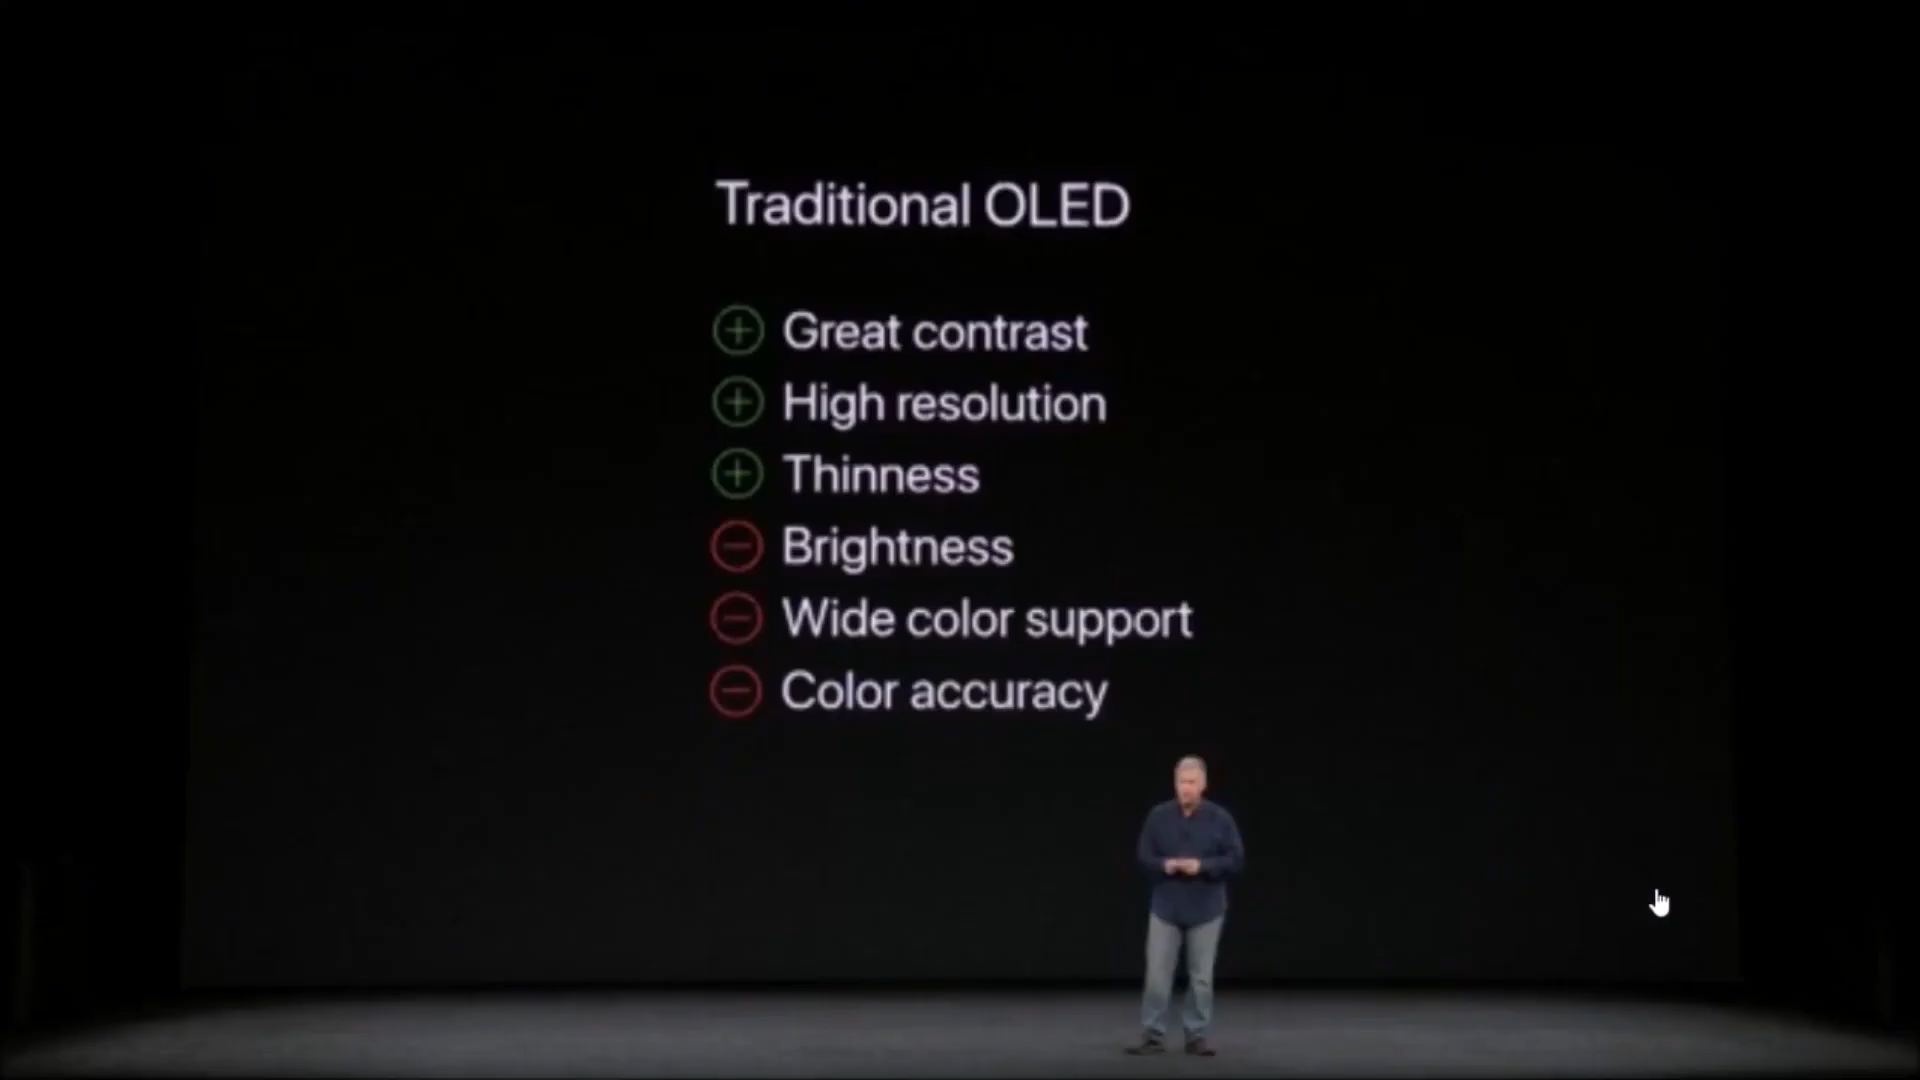 Traditional OLED
Great contrast
High resolution
Thinness
Brightness
Wide color support
Color accuracy